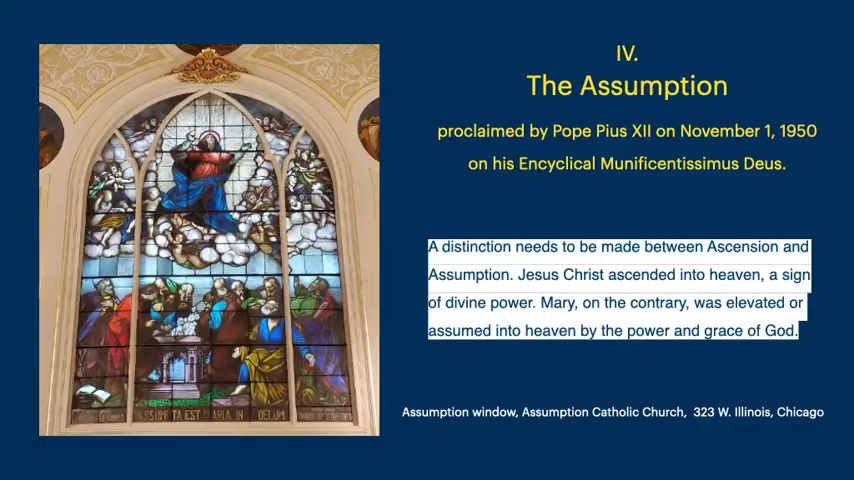 IV.
The Assumption
proclaimed by Pope Pius XII on November 1, 1950
on his Encyclical Munificentissimus Deus.
A distinction needs to be made between Ascension and
Assumption. Jesus Christ ascended into heaven, a sign
of divine power. Mary, on the contrary, was elevated or
assumed into heaven by the power and grace of God.
Assumption window, Assumption Catholic Church, 323 W. Illinois, Chicago
ASSUMTA EST MARIA IN CELUM